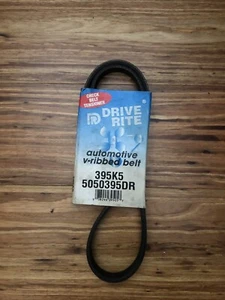 CHECK
BELT
TENSIONER
DRIVE
RITE
automotive
v-ribbed belt
395K5
5050395DR